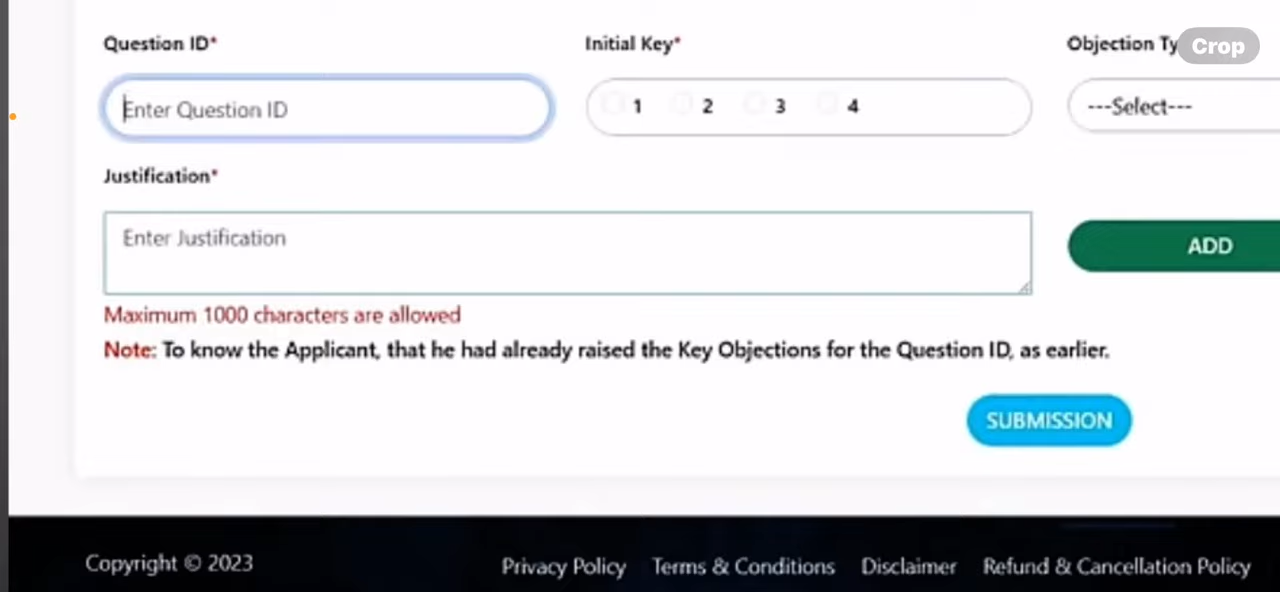 Question ID*
Initial Key*
Objection Ty
Crop
Enter Question ID
1 2 3 4
---Select---
Justification*
Enter Justification
ADD
Maximum 1000 characters are allowed
Note: To know the Applicant, that he had already raised the Key Objections for the Question ID, as earlier.
SUBMISSION
Copyright © 2023
Privacy Policy
Terms & Conditions
Disclaimer
Refund & Cancellation Policy